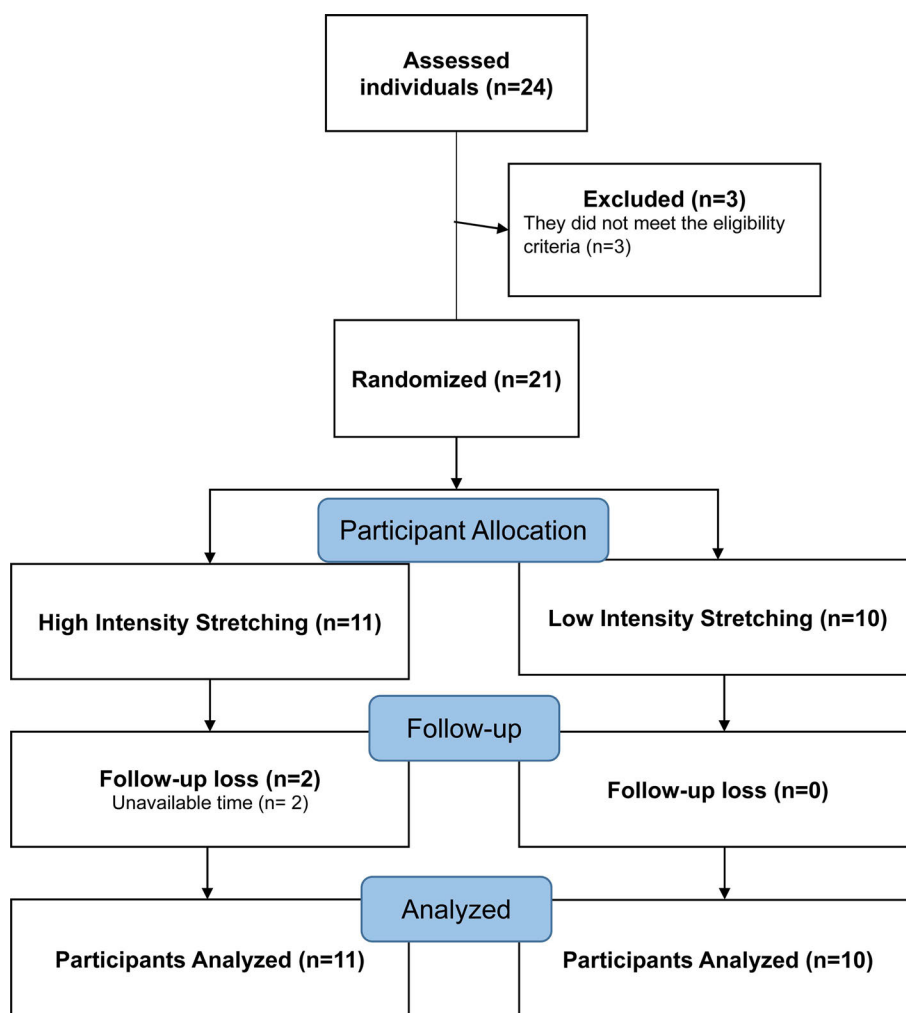 Assessed
individuals (n=24)
Excluded (n=3)
They did not meet the eligibility
criteria (n=3)
Randomized (n=21)
Participant Allocation
High Intensity Stretching (n=11)
Low Intensity Stretching (n=10)
Follow-up
Follow-up loss (n=2)
Unavailable time (n= 2)
Follow-up loss (n=0)
Analyzed
Participants Analyzed (n=11)
Participants Analyzed (n=10)